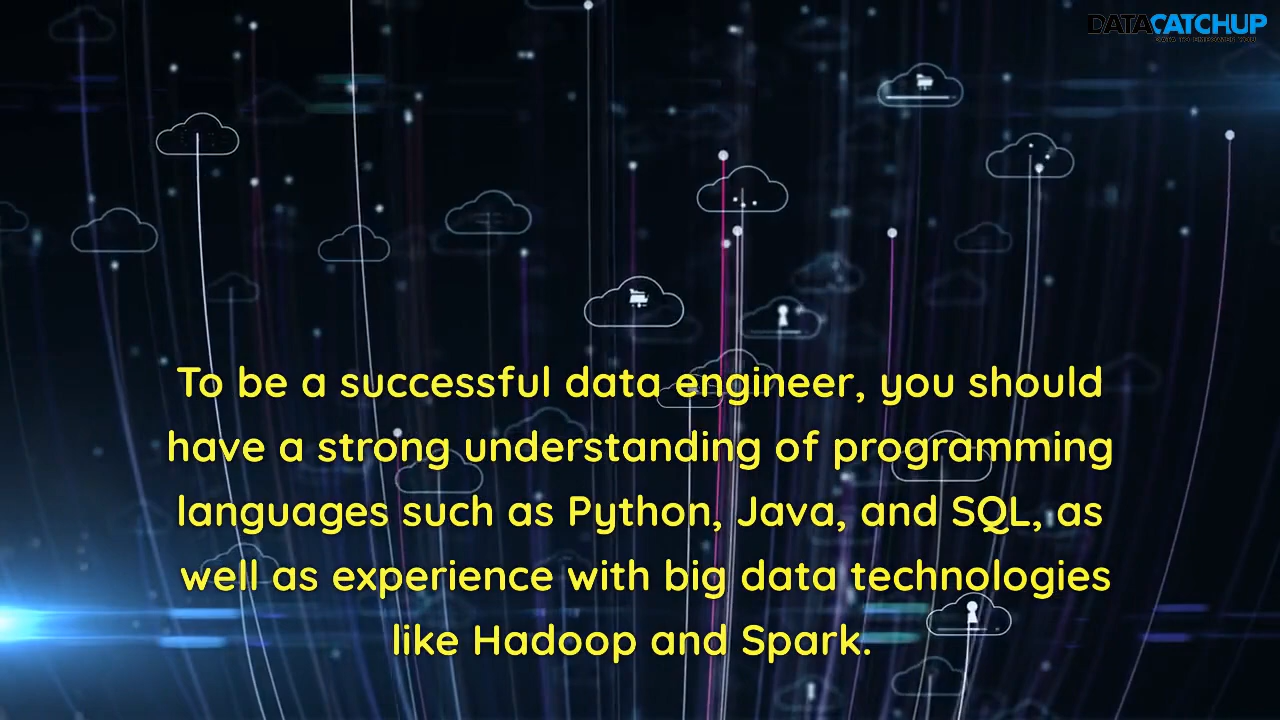 DATACATCHUP
To be a successful data engineer, you should
have a strong understanding of programming
languages such as Python, Java, and SQL, as
well as experience with big data technologies
like Hadoop and Spark.